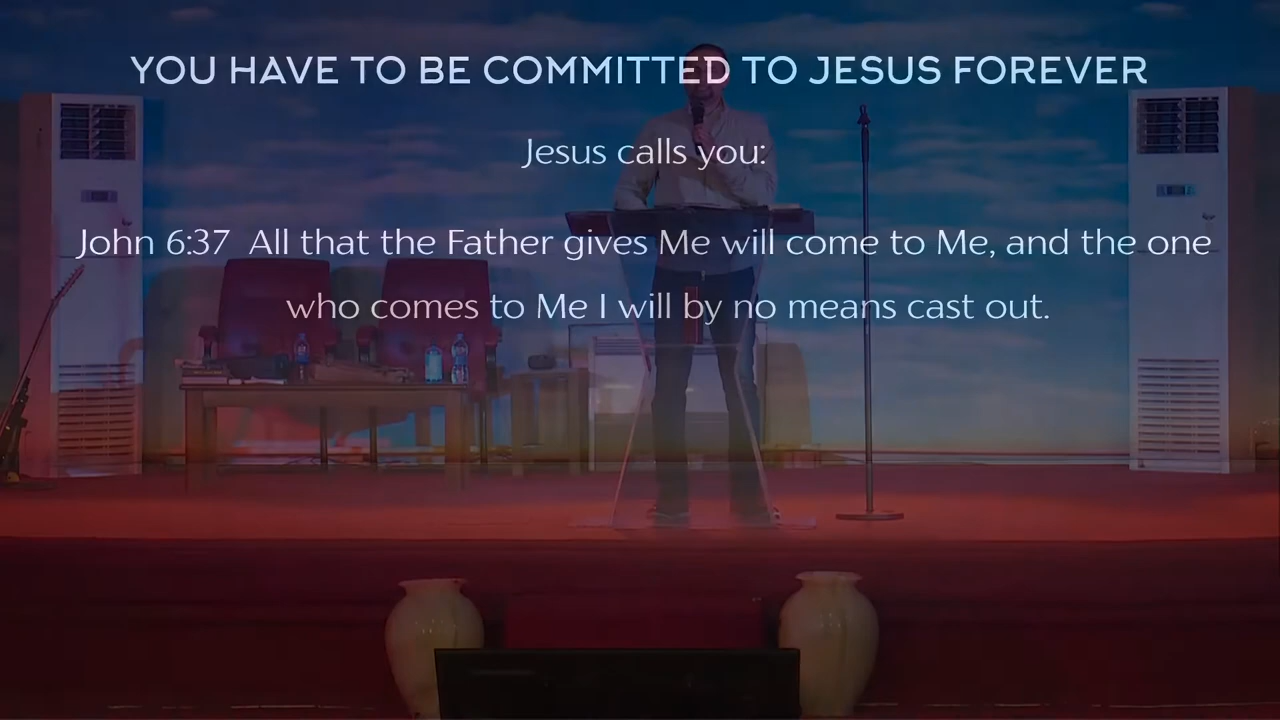 YOU HAVE TO BE COMMITTED TO JESUS FOREVER
Jesus calls you:
John 6:37  All that the Father gives Me will come to Me, and the one
who comes to Me I will by no means cast out.